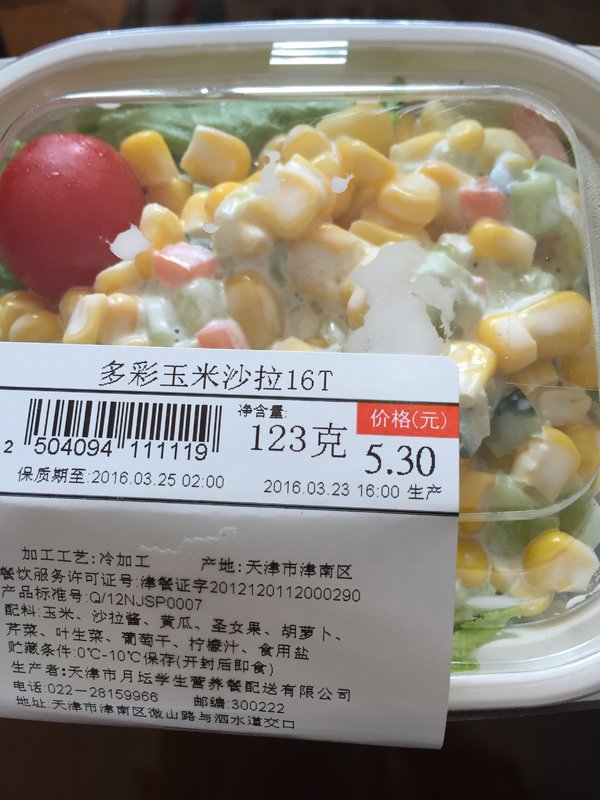 多彩玉米沙拉16T
净含量:
价格(元)
123克
5.30
2 504094 111119
保质期至:2016.03.25 02:00
2016.03.23 16:00 生产
加工工艺:冷加工 产地:天津市津南区
餐饮服务许可证号:津餐证字2012120112000290
产品标准号:Q/12NJSP0007
配料:玉米、沙拉酱、黄瓜、圣女果、胡萝卜、
芹菜、叶生菜、葡萄干、柠檬汁、食用盐
贮藏条件:0℃-10℃保存(开封后即食)
生产者:天津市月坛学生营养餐配送有限公司
电话:022-28159966 邮编:300222
地址:天津市津南区微山路与泗水道交口